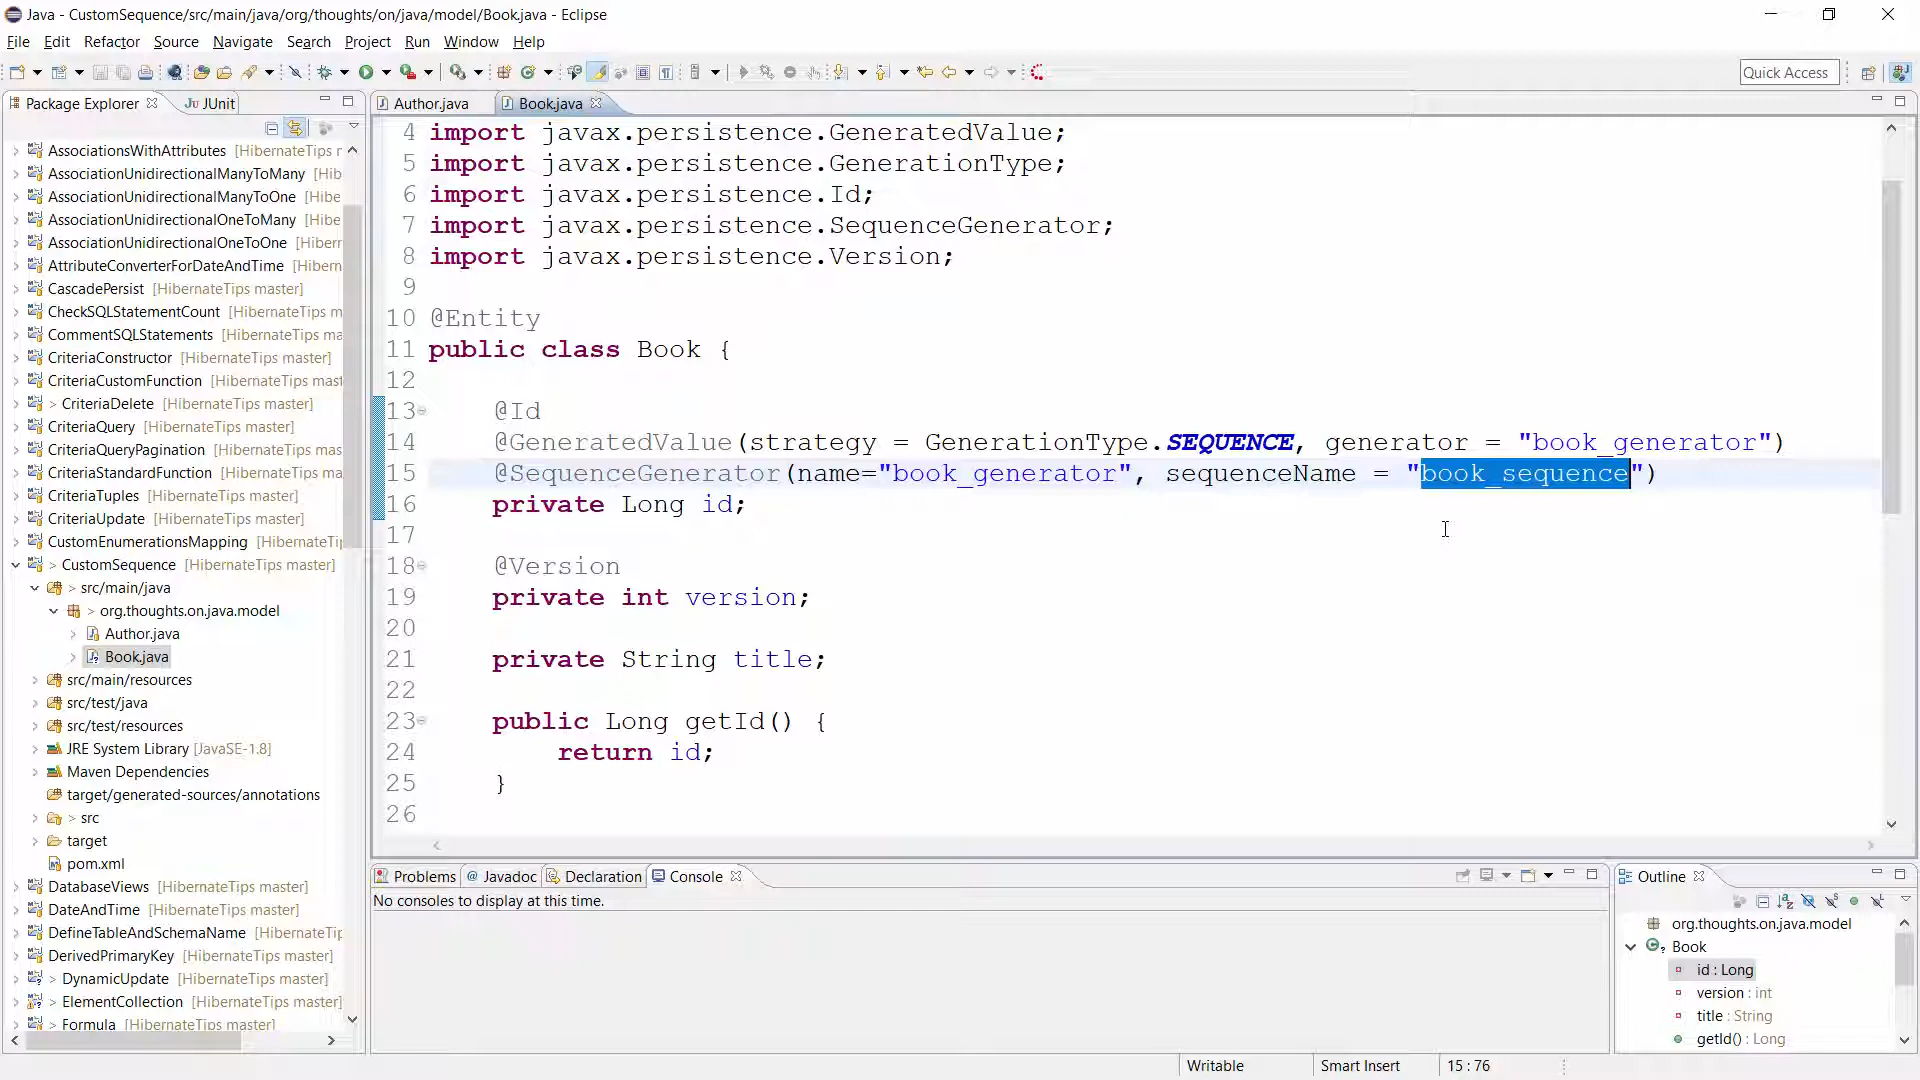 Java - CustomSequence/src/main/java/org/thoughts/on/java/model/Book.java - Eclipse
File Edit Refactor Source Navigate Search Project Run Window Help
Quick Access
Package Explorer JUnit
AssociationsWithAttributes [HibernateTips r
AssociationUnidirectionalManyToMany [Hib
AssociationUnidirectionalManyToOne [Hibe
AssociationUnidirectionalOneToMany [Hibe
AssociationUnidirectionalOneToOne [Hibern
AttributeConverterForDateAndTime [Hibern
CascadePersist [HibernateTips master]
CheckSQLStatementCount [HibernateTips m
CommentSQLStatements [HibernateTips ma
CriteriaConstructor [HibernateTips master]
CriteriaCustomFunction [HibernateTips mast
> CriteriaDelete [HibernateTips master]
CriteriaQuery [HibernateTips master]
CriteriaQueryPagination [HibernateTips mast
CriteriaStandardFunction [HibernateTips mas
CriteriaTuples [HibernateTips master]
CriteriaUpdate [HibernateTips master]
CustomEnumerationsMapping [HibernateTi
> CustomSequence [HibernateTips master]
> src/main/java
> org.thoughts.on.java.model
Author.java
Book.java
src/main/resources
src/test/java
src/test/resources
JRE System Library [JavaSE-1.8]
Maven Dependencies
target/generated-sources/annotations
> src
target
pom.xml
DatabaseViews [HibernateTips master]
DateAndTime [HibernateTips master]
DefineTableAndSchemaName [HibernateTip
DerivedPrimaryKey [HibernateTips master]
> DynamicUpdate [HibernateTips master]
> ElementCollection [HibernateTips master]
> Formula [HibernateTips master]
Author.java Book.java
4 import javax.persistence.GeneratedValue;
5 import javax.persistence.GenerationType;
6 import javax.persistence.Id;
7 import javax.persistence.SequenceGenerator;
8 import javax.persistence.Version;
9
10 @Entity
11 public class Book {
12
13 @Id
14 @GeneratedValue(strategy = GenerationType.SEQUENCE, generator = "book_generator")
15 @SequenceGenerator(name="book_generator", sequenceName = "book_sequence")
16 private Long id;
17
18 @Version
19 private int version;
20
21 private String title;
22
23 public Long getId() {
24 return id;
25 }
26
Problems Javadoc Declaration Console
No consoles to display at this time.
Outline
org.thoughts.on.java.model
Book
id : Long
version : int
title : String
getId() : Long
Writable Smart Insert 15 : 76